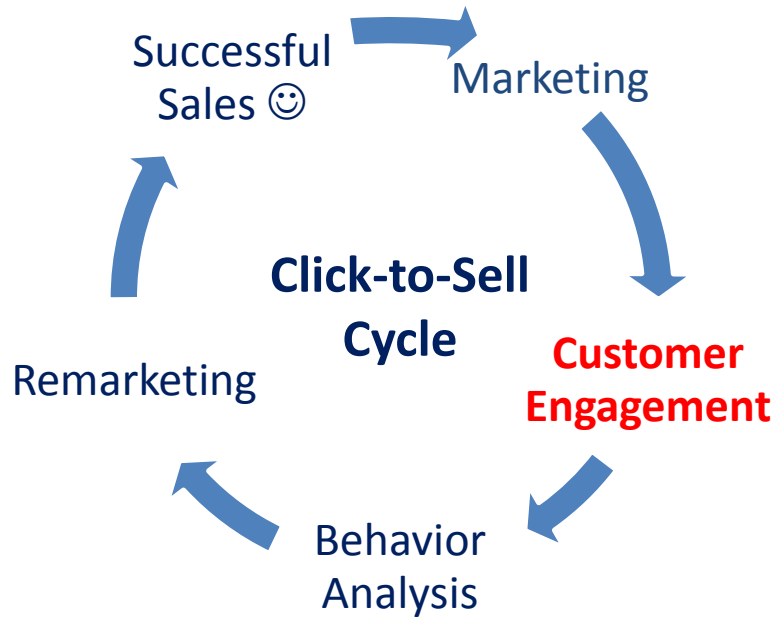 Click-to-Sell
Cycle
Marketing
Customer
Engagement
Behavior
Analysis
Remarketing
Successful
Sales ☺